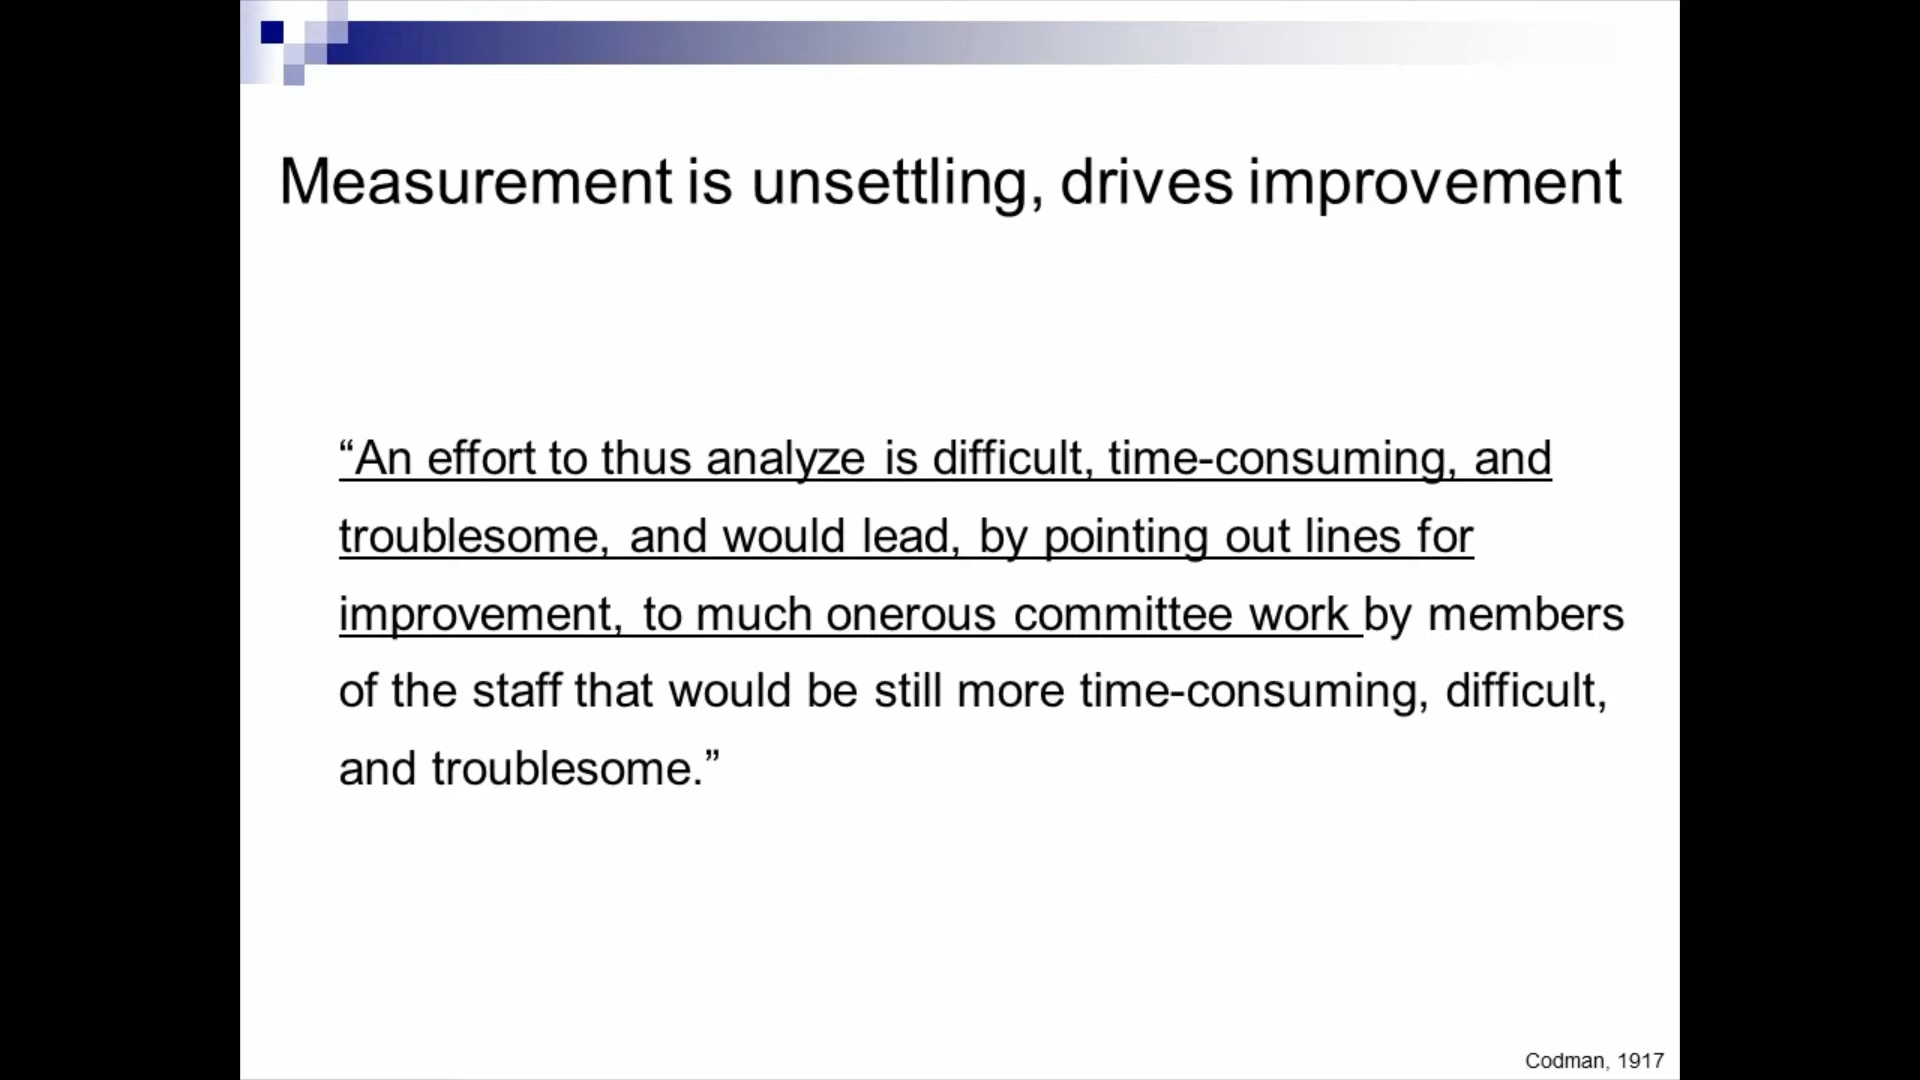 Measurement is unsettling, drives improvement
“An effort to thus analyze is difficult, time-consuming, and
troublesome, and would lead, by pointing out lines for
improvement, to much onerous committee work by members
of the staff that would be still more time-consuming, difficult,
and troublesome.”
Codman, 1917